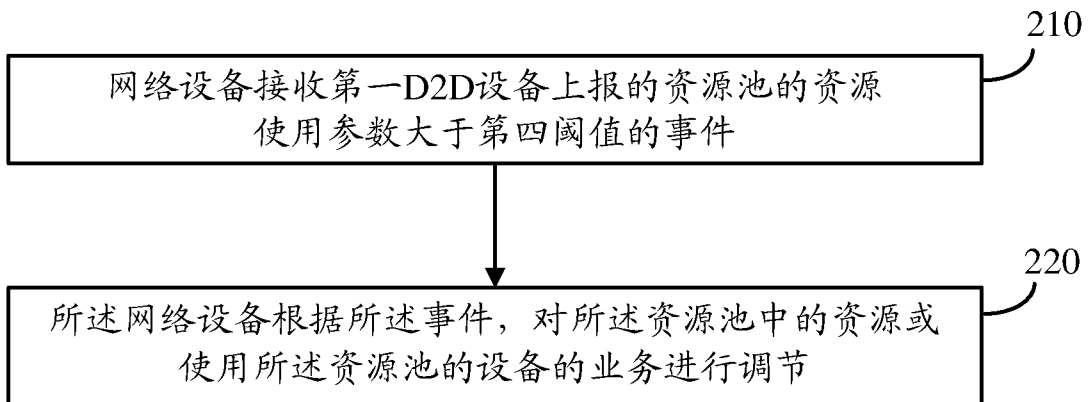 210
网络设备接收第一D2D设备上报的资源池的资源
使用参数大于第四阈值的事件
220
所述网络设备根据所述事件，对所述资源池中的资源或
使用所述资源池的设备的业务进行调节